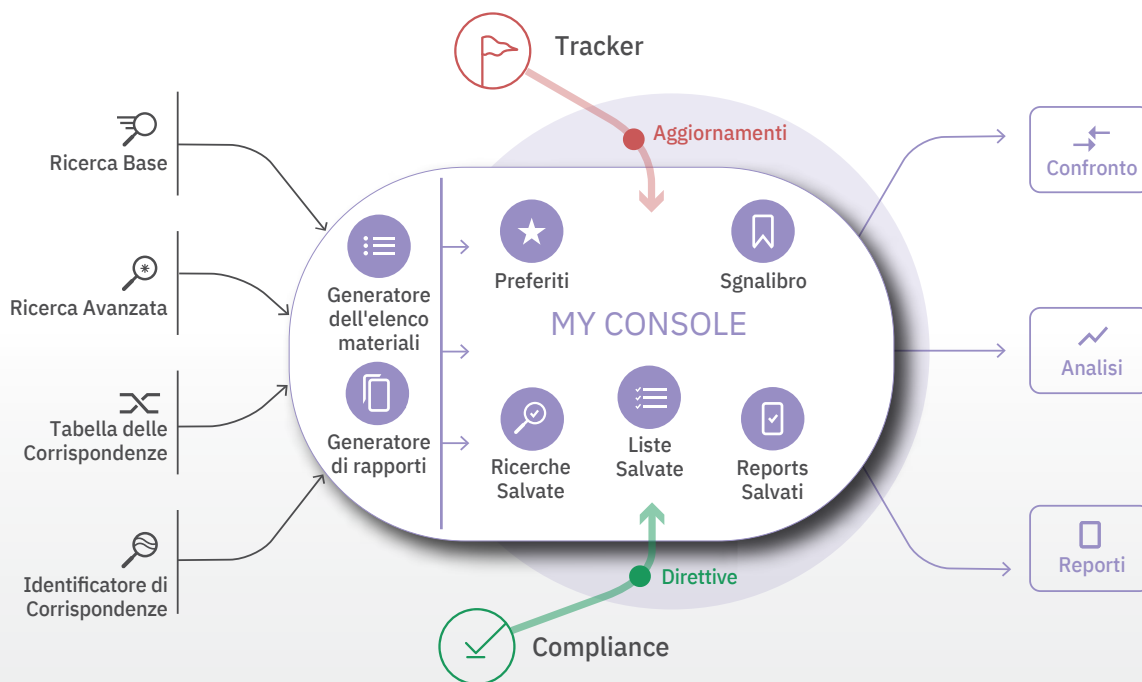 Tracker
Aggiornamenti
Ricerca Base
Ricerca Avanzata
Tabella delle
Corrispondenze
Identificatore di
Corrispondenze
Generatore
dell'elenco
materiali
Generatore
di rapporti
Preferiti
Sgnalibro
MY CONSOLE
Ricerche
Salvate
Liste
Salvate
Reports
Salvati
Direttive
Compliance
Confronto
Analisi
Reporti